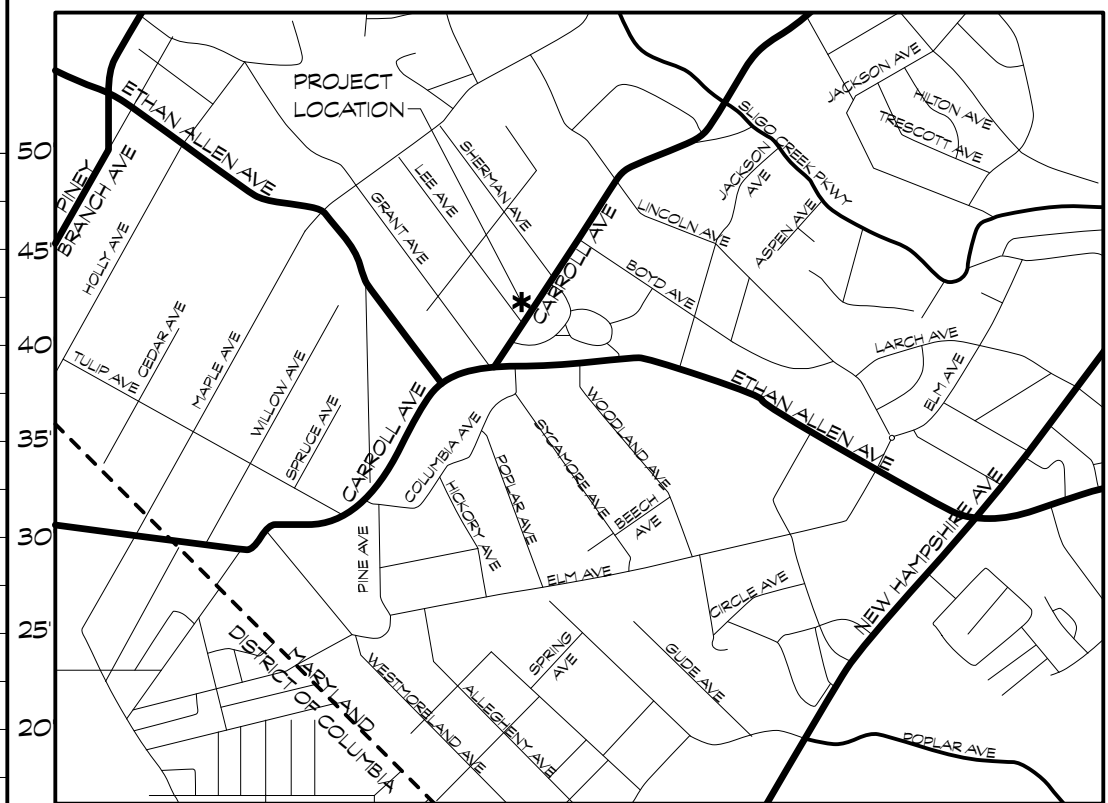 PROJECT
LOCATION
ETHAN ALLEN AVE
PINEY
BRANCH AVE
HOLLY AVE
JACKSON AVE
HILTON AVE
TRESCOTT AVE
SLIGO CREEK PKWY
SHERMAN AVE
LEE AVE
GRANT AVE
JACKSON
AVE
LINCOLN AVE
ASPEN AVE
CARROLL AVE
BOYD AVE
*
50'
45'
40'
35'
30'
25'
20'
TULIP AVE
CEDAR AVE
MAPLE AVE
WILLOW AVE
SPRUCE AVE
CARROLL AVE
COLUMBIA AVE
LARCH AVE
ELM AVE
ETHAN ALLEN AVE
WOODLAND AVE
SYCAMORE AVE
POPLAR AVE
HICKORY AVE
BEECH
AVE
PINE AVE
ELM AVE
CIRCLE AVE
NEW HAMPSHIRE AVE
MARYLAND
DISTRICT OF COLUMBIA
WESTMORELAND AVE
ALLEGHENY AVE
SPRING
AVE
GUDE AVE
POPLAR AVE